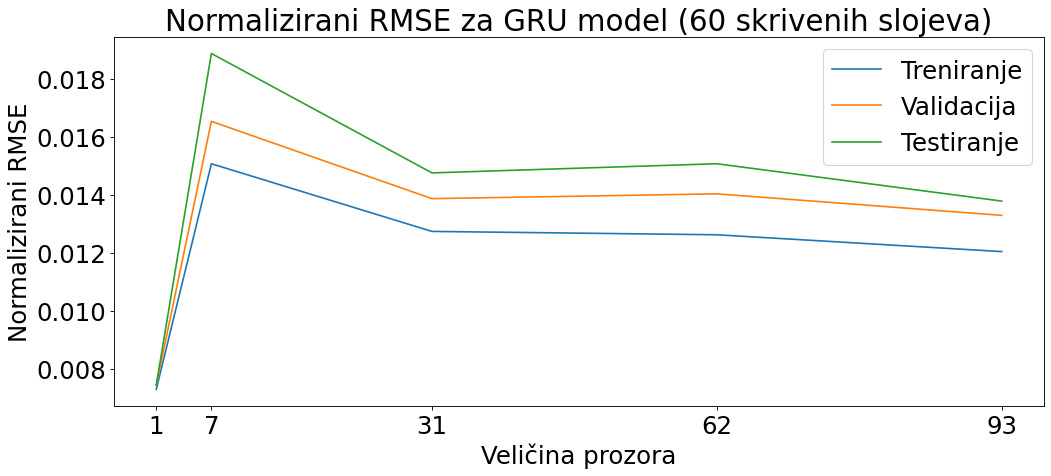 Normalizirani RMSE za GRU model (60 skrivenih slojeva)
Normalizirani RMSE
0.018
0.016
0.014
0.012
0.010
0.008
Treniranje
Validacija
Testiranje
1 7 31 62 93
Veličina prozora